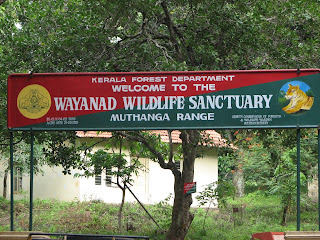 KERALA FOREST DEPARTMENT
WELCOME TO THE
WAYANAD WILDLIFE SANCTUARY
MUTHANGA RANGE